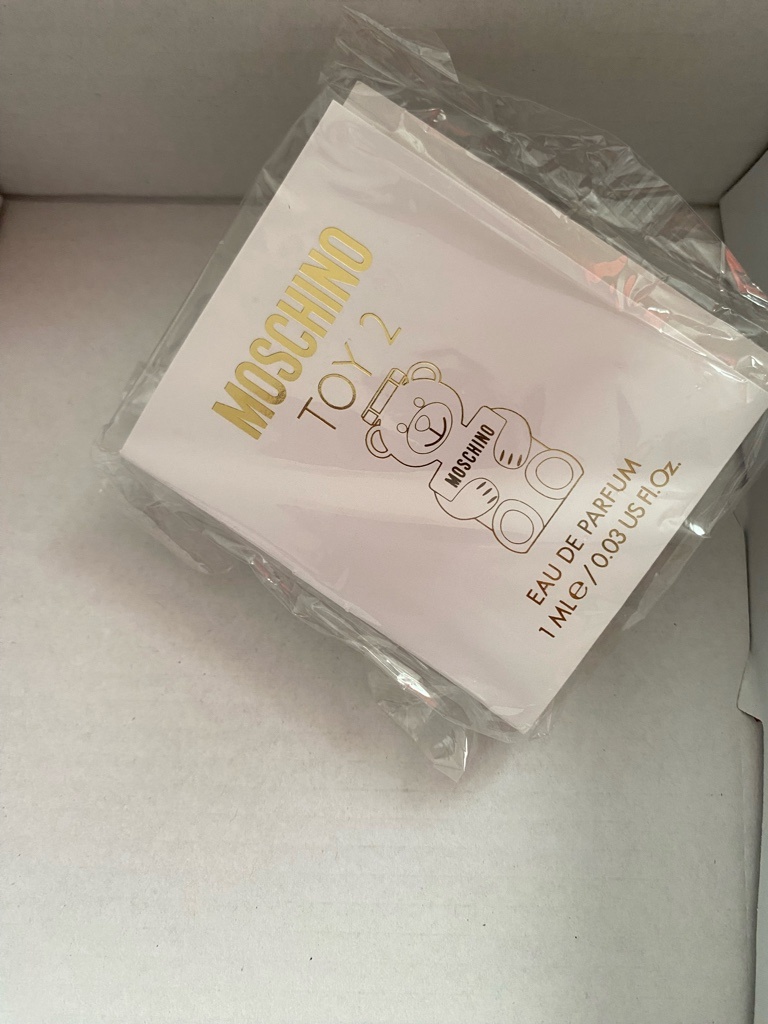 MOSCHINO
TOY 2
MOSCHINO
EAU DE PARFUM
1 ML ℮ / 0.03 US Fl.Oz.